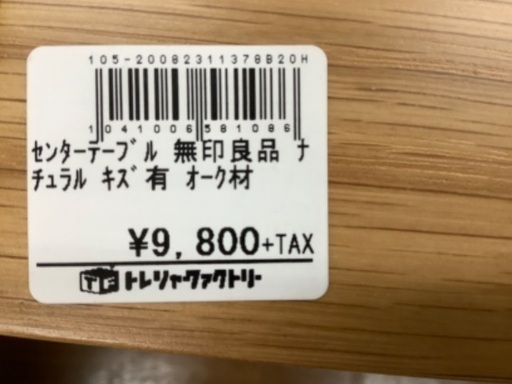 105-20082311378B20H
1041006581086
センターテーブル 無印良品 ナ
チュラル キズ有 オーク材
¥9,800+TAX
TF トレジャーファクトリー